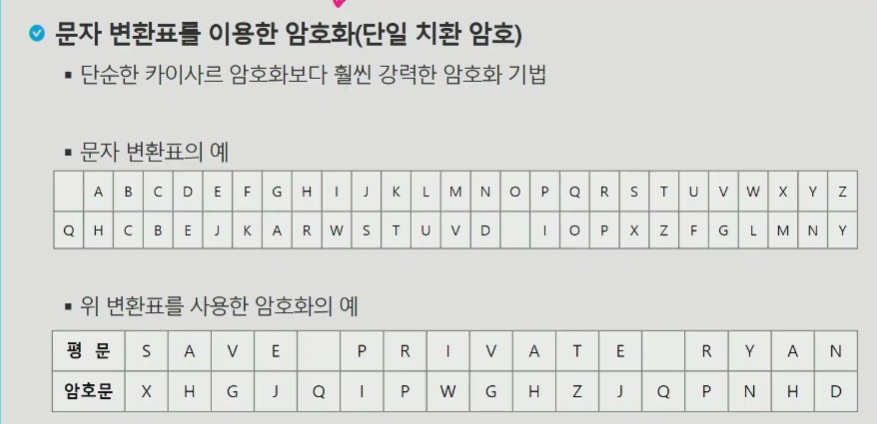 문자 변환표를 이용한 암호화(단일 치환 암호)
▪ 단순한 카이사르 암호화보다 훨씬 강력한 암호화 기법
▪ 문자 변환표의 예
A B C D E F G H I J K L M N O P Q R S T U V W X Y Z
Q H C B E J K A R W S T U V D I O P X Z F G L M N Y
▪ 위 변환표를 사용한 암호화의 예
평 문 S A V E P R I V A T E R Y A N
암호문 X H G J Q I P W G H Z J Q P N H D